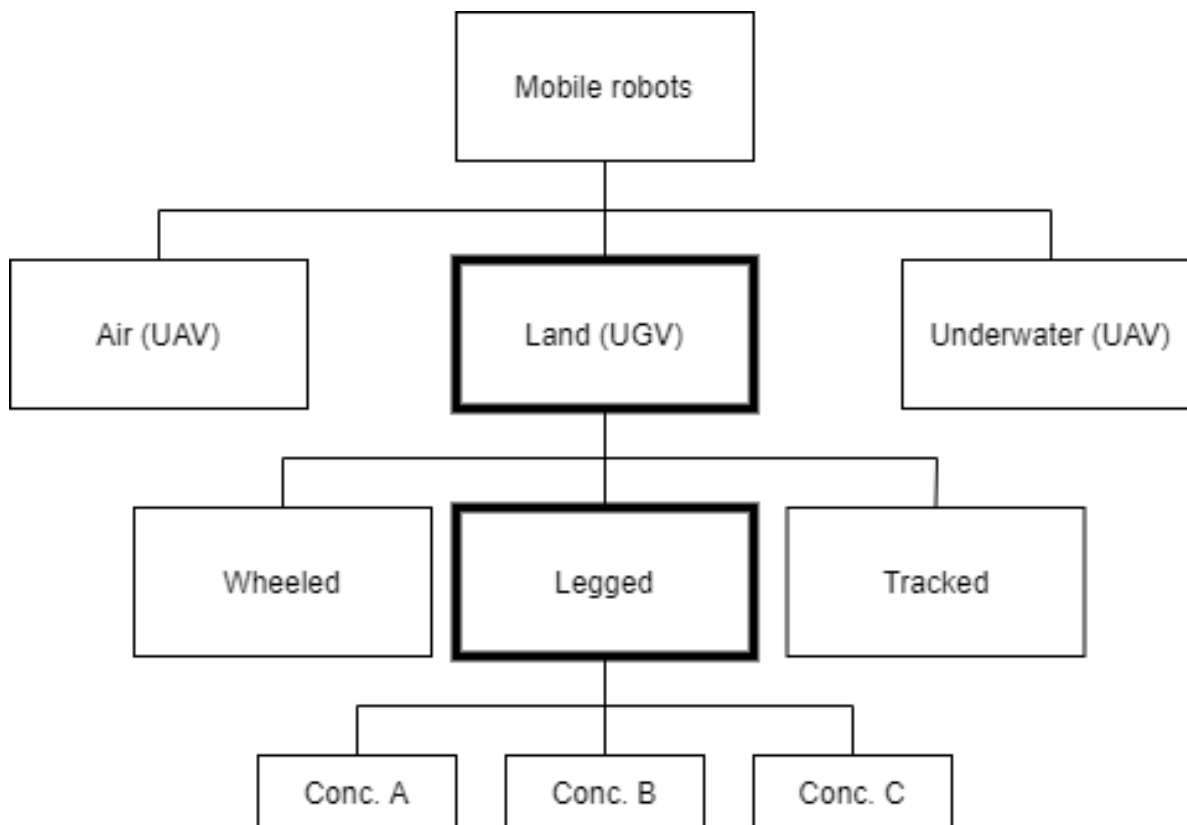 Mobile robots
Air (UAV)
Land (UGV)
Underwater (UAV)
Wheeled
Legged
Tracked
Conc. A
Conc. B
Conc. C